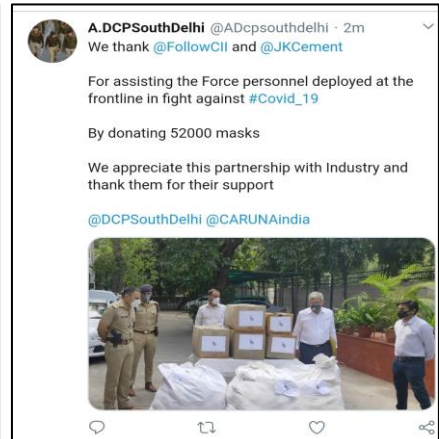 A.DCPSouthDelhi @ADcpsouthdelhi · 2m
We thank @FollowCII and @JKCement
For assisting the Force personnel deployed at the
frontline in fight against #Covid_19
By donating 52000 masks
We appreciate this partnership with Industry and
thank them for their support
@DCPSouthDelhi @CARUNAindia